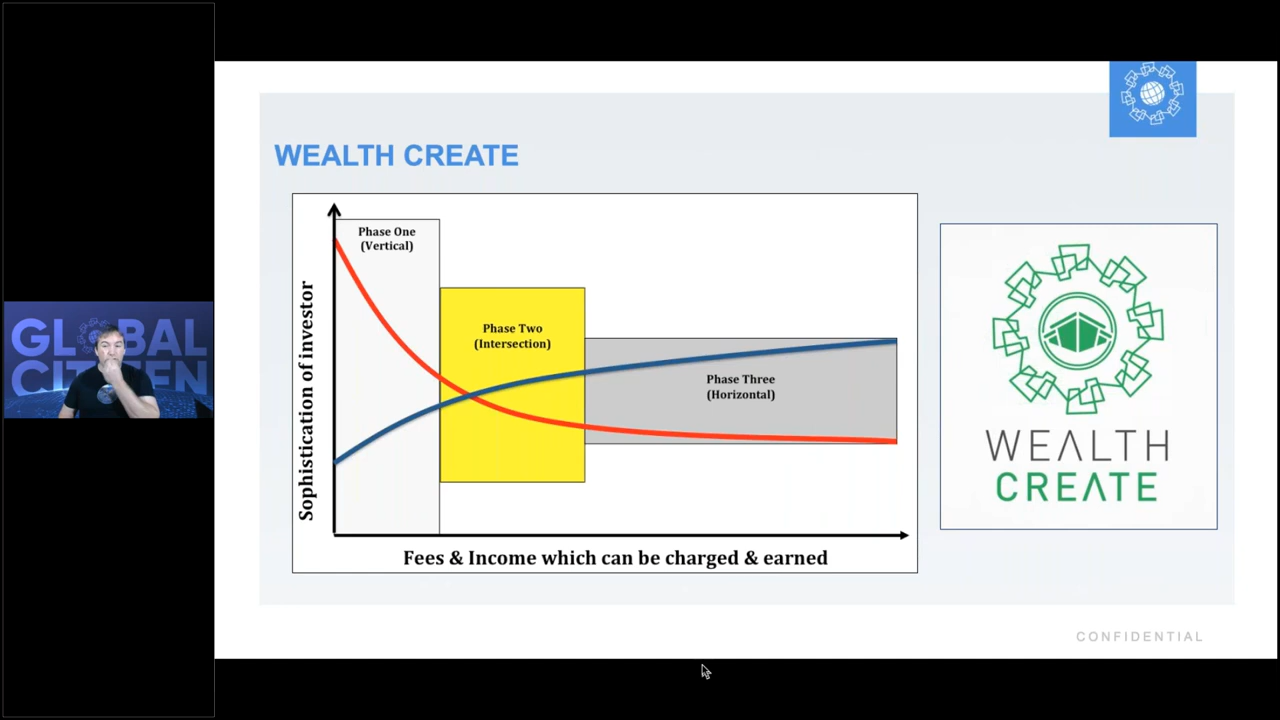 GLOBAL
CITIZEN
WEALTH CREATE
Phase One
(Vertical)
Phase Two
(Intersection)
Phase Three
(Horizontal)
Sophistication of investor
Fees & Income which can be charged & earned
WEALTH
CREATE
CONFIDENTIAL